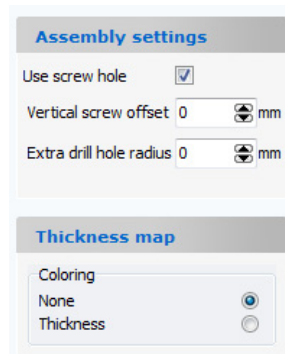 Assembly settings
Use screw hole
Vertical screw offset 0 mm
Extra drill hole radius 0 mm
Thickness map
Coloring
None
Thickness